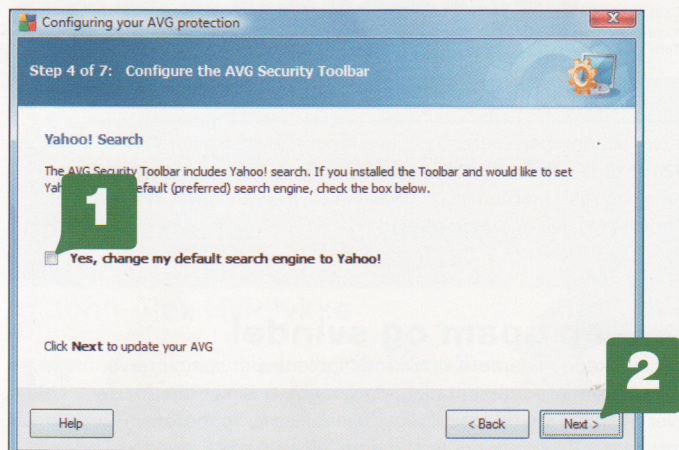 Configuring your AVG protection
Step 4 of 7: Configure the AVG Security Toolbar
Yahoo! Search
The AVG Security Toolbar includes Yahoo! search. If you installed the Toolbar and would like to set
default (preferred) search engine, check the box below.
1
Yes, change my default search engine to Yahoo!
Click Next to update your AVG
2
Help
< Back
Next >